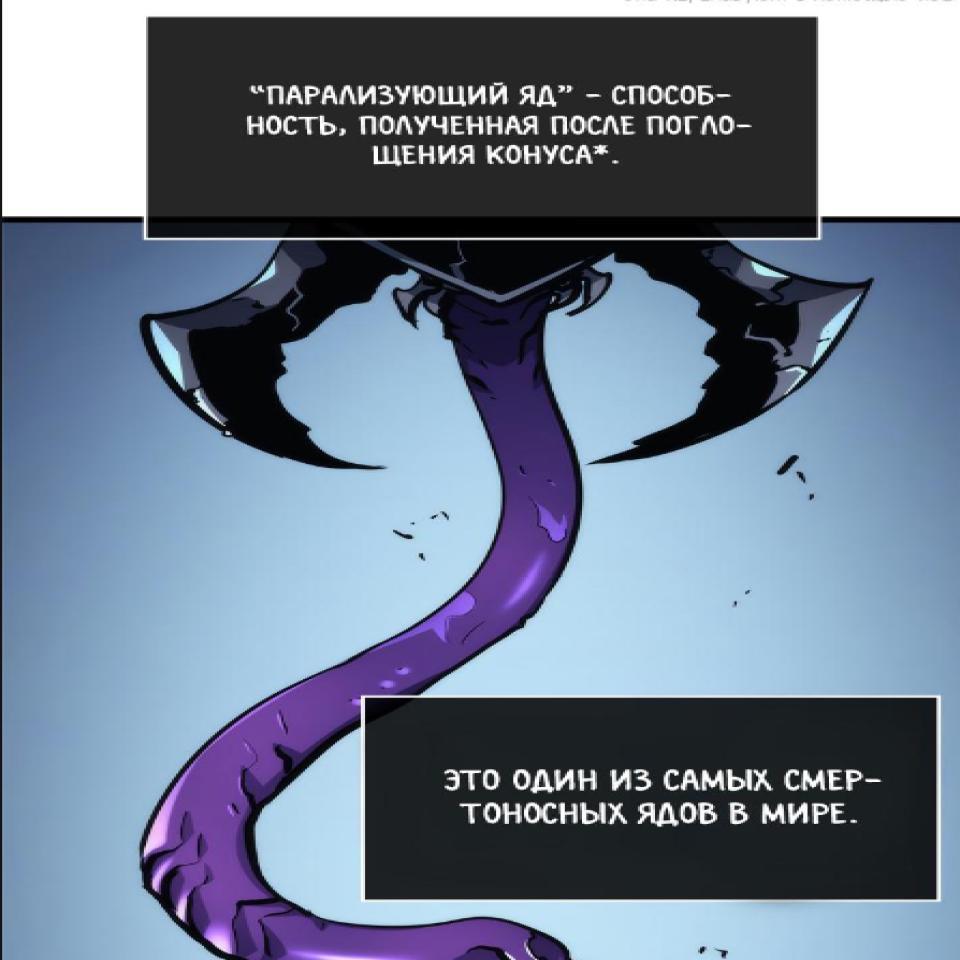 “ПАРАЛИЗУЮЩИЙ ЯД” – СПОСОБ-
НОСТЬ, ПОЛУЧЕННАЯ ПОСЛЕ ПОГЛО-
ЩЕНИЯ КОНУСА*.
ЭТО ОДИН ИЗ САМЫХ СМЕР-
ТОНОСНЫХ ЯДОВ В МИРЕ.